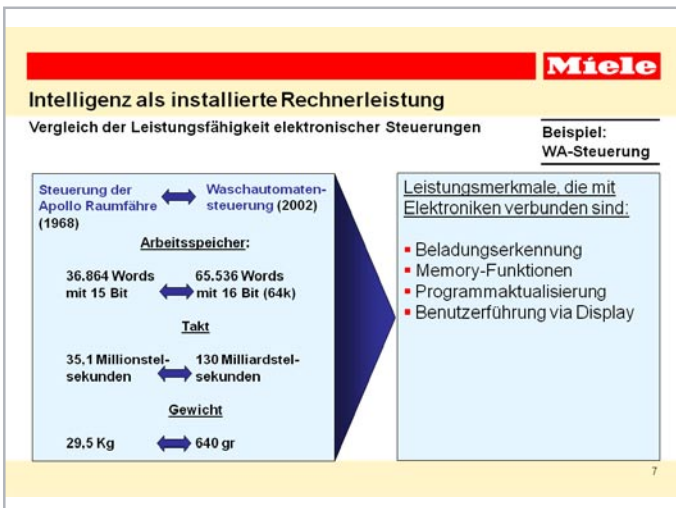 Miele
Intelligenz als installierte Rechnerleistung
Vergleich der Leistungsfähigkeit elektronischer Steuerungen
Beispiel:
WA-Steuerung
Steuerung der
Apollo Raumfähre
(1968)
Waschautomaten-
steuerung (2002)
Arbeitsspeicher:
36.864 Words
mit 15 Bit
65.536 Words
mit 16 Bit (64k)
Takt
35,1 Millionstel-
sekunden
130 Milliardstel-
sekunden
Gewicht
29,5 Kg
640 gr
Leistungsmerkmale, die mit
Elektroniken verbunden sind:
▪ Beladungserkennung
▪ Memory-Funktionen
▪ Programmaktualisierung
▪ Benutzerführung via Display
7